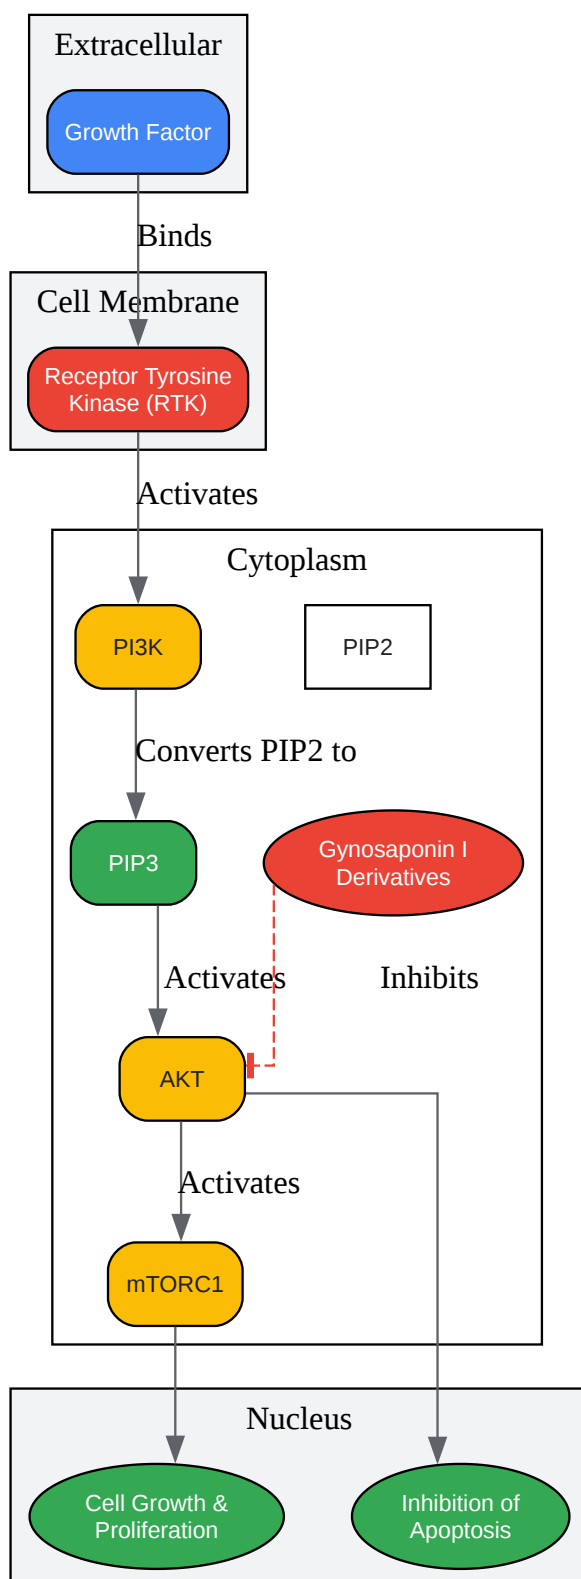 Extracellular
Growth Factor
Binds
Cell Membrane
Receptor Tyrosine
Kinase (RTK)
Activates
Cytoplasm
PI3K
PIP2
Converts PIP2 to
PIP3
Gynosaponin I
Derivatives
Activates
Inhibits
AKT
Activates
mTORC1
Nucleus
Cell Growth &
Proliferation
Inhibition of
Apoptosis